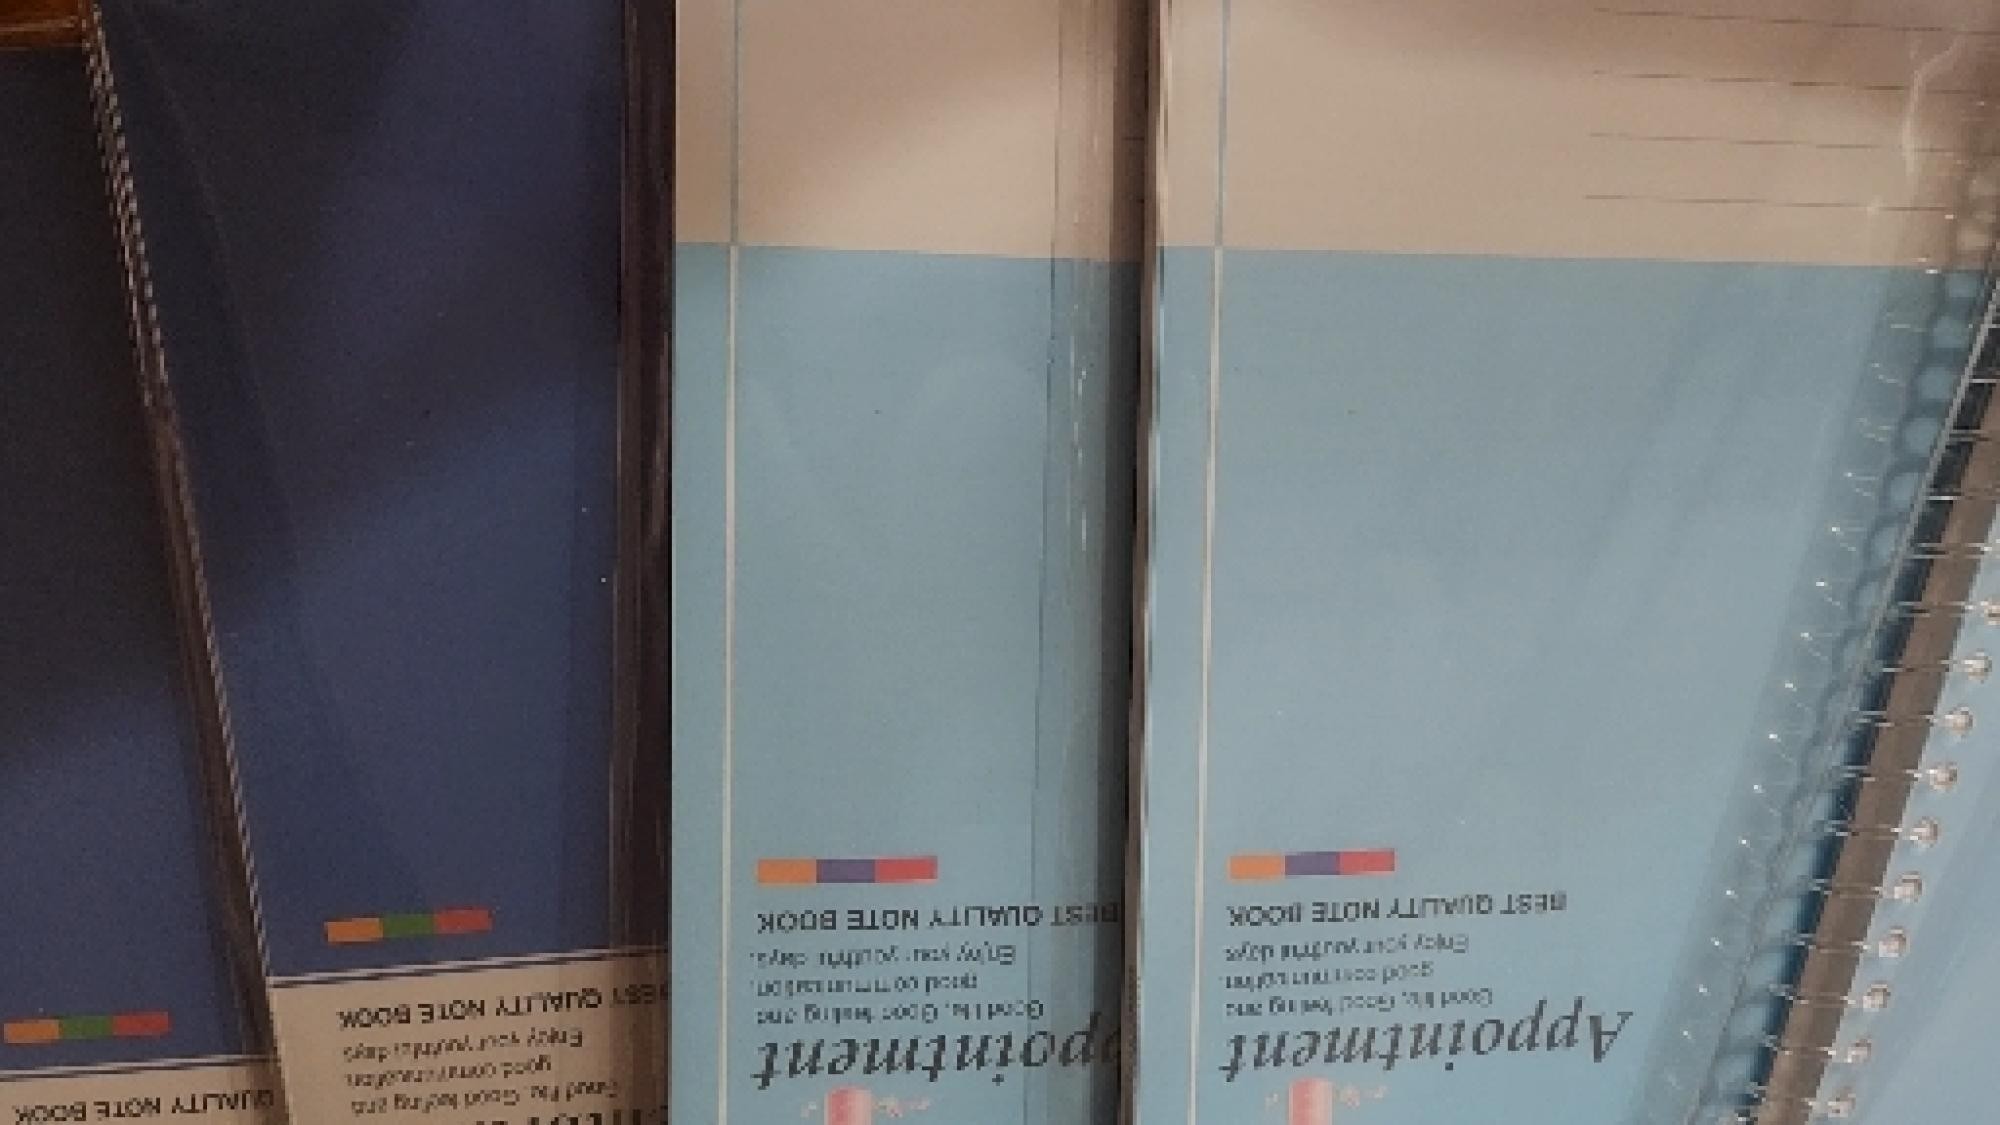 Appointment
Good life, Good feeling and
good communication.
Enjoy your youthful days.
BEST QUALITY NOTE BOOK
ppointment
Good life, Good feeling and
good communication.
Enjoy your youthful days.
BEST QUALITY NOTE BOOK
Good life, Good feeling and
good communication.
Enjoy your youthful days
BEST QUALITY NOTE BOOK
QUALITY NOTE BOOK